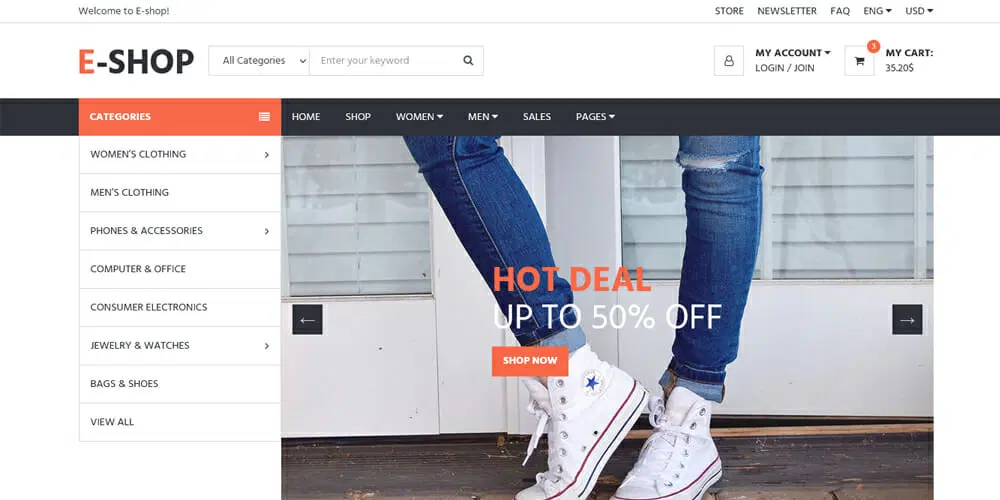 Welcome to E-shop!
STORE NEWSLETTER FAQ ENG USD
E-SHOP
All Categories
Enter your keyword
MY ACCOUNT
LOGIN / JOIN
3
MY CART:
35.20$
CATEGORIES
HOME SHOP WOMEN MEN SALES PAGES
WOMEN'S CLOTHING
MEN'S CLOTHING
PHONES & ACCESSORIES
COMPUTER & OFFICE
CONSUMER ELECTRONICS
JEWELRY & WATCHES
BAGS & SHOES
VIEW ALL
HOT DEAL
UP TO 50% OFF
SHOP NOW